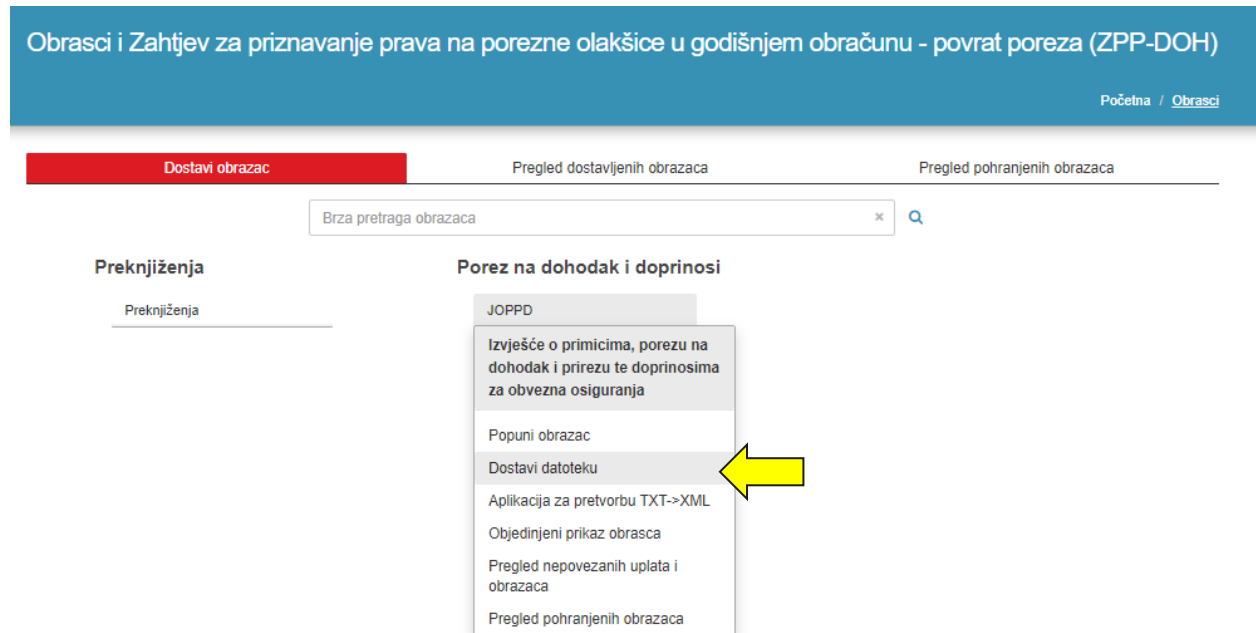 Obrasci i Zahtjev za priznavanje prava na porezne olakšice u godišnjem obračunu - povrat poreza (ZPP-DOH)
Početna / Obrasci
Dostavi obrazac
Pregled dostavljenih obrazaca
Pregled pohranjenih obrazaca
Brza pretraga obrazaca
Preknjiženja
Preknjiženja
Porez na dohodak i doprinosi
JOPPD
Izvješće o primicima, porezu na
dohodak i prirezu te doprinosima
za obvezna osiguranja
Popuni obrazac
Dostavi datoteku
Aplikacija za pretvorbu TXT->XML
Objedinjeni prikaz obrasca
Pregled nepovezanih uplata i
obrazaca
Pregled pohranjenih obrazaca